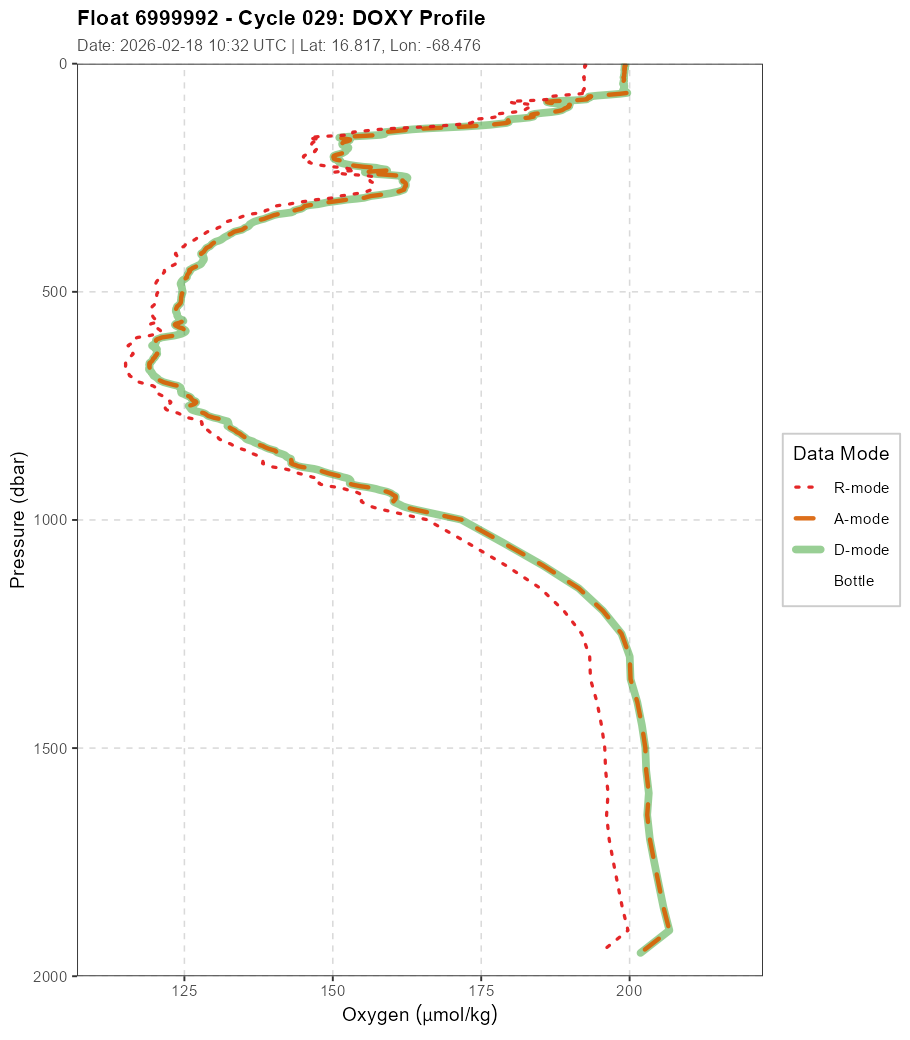 Float 6999992 - Cycle 029: DOXY Profile
Date: 2026-02-18 10:32 UTC | Lat: 16.817, Lon: -68.476
0
500
1000
1500
2000
Pressure (dbar)
125 150 175 200
Oxygen (μmol/kg)
Data Mode
R-mode
A-mode
D-mode
Bottle